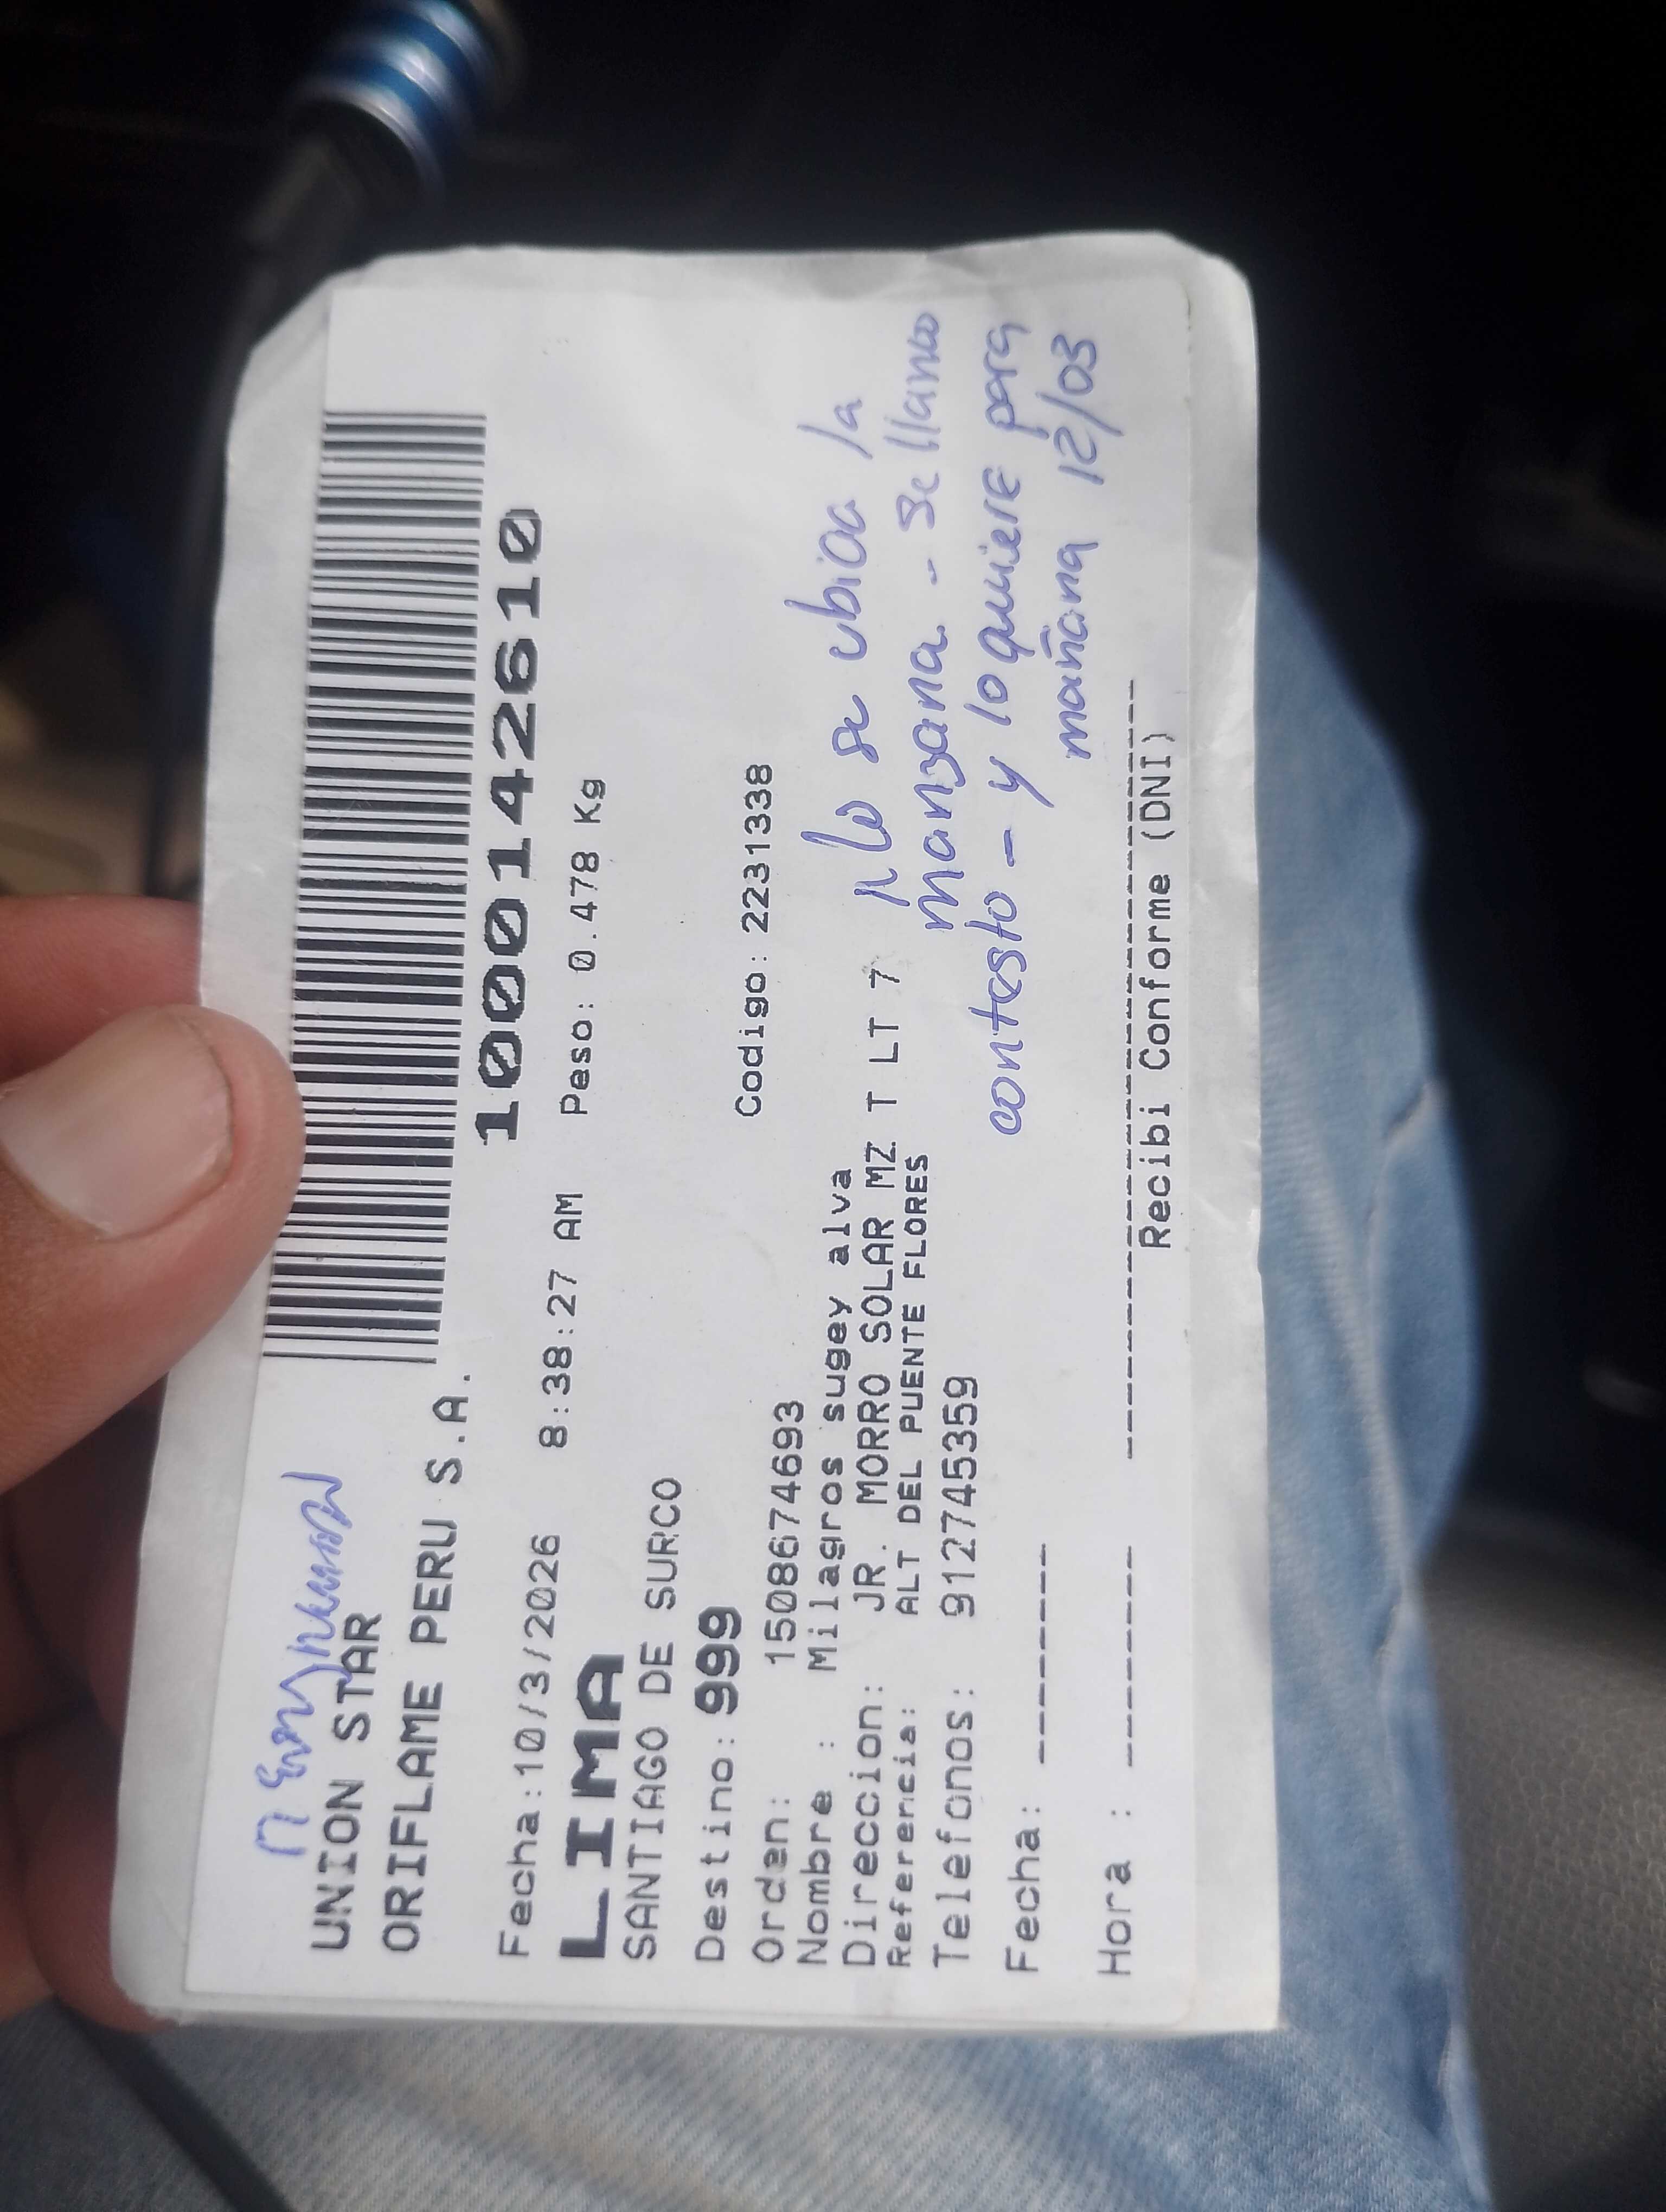 UNION STAR
ORIFLAME PERU S.A.
1000142610
Fecha:10/3/2026 8:38:27 AM Peso: 0.478 Kg
LIMA
SANTIAGO DE SURCO
Destino: 999
Orden: 1508674693 Codigo: 2231338
Nombre : Milagros sugey alva
Direccion: JR. MORRO SOLAR MZ T LT 7
Referencia: ALT DEL PUENTE FLORES
Telefonos: 912745359
No se ubica la
manzana. - Se llamo
contesto - y lo quiere para
mañana 12/03
Fecha: --------
Hora : --------
Recibi Conforme (DNI)